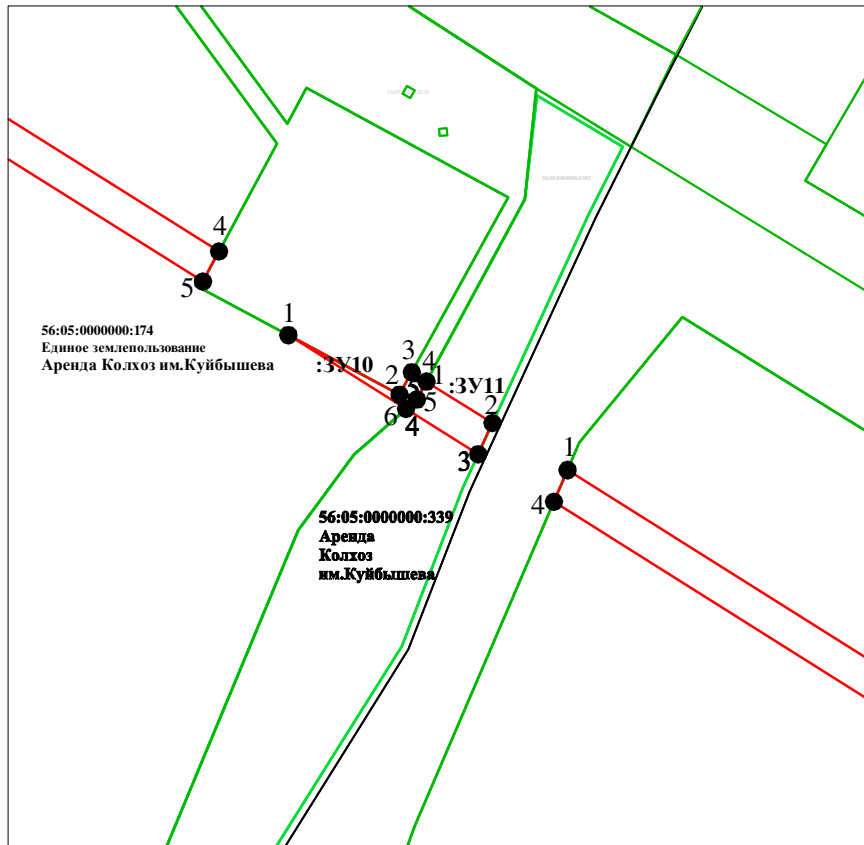 4
5
1
56:05:0000000:174
Единое землепользование
Аренда Колхоз им.Куйбышева
:ЗУ10
3
4
2
1
:ЗУ11
5
5
2
6
4
3
1
4
56:05:0000000:339
Аренда
Колхоз
им.Куйбышева